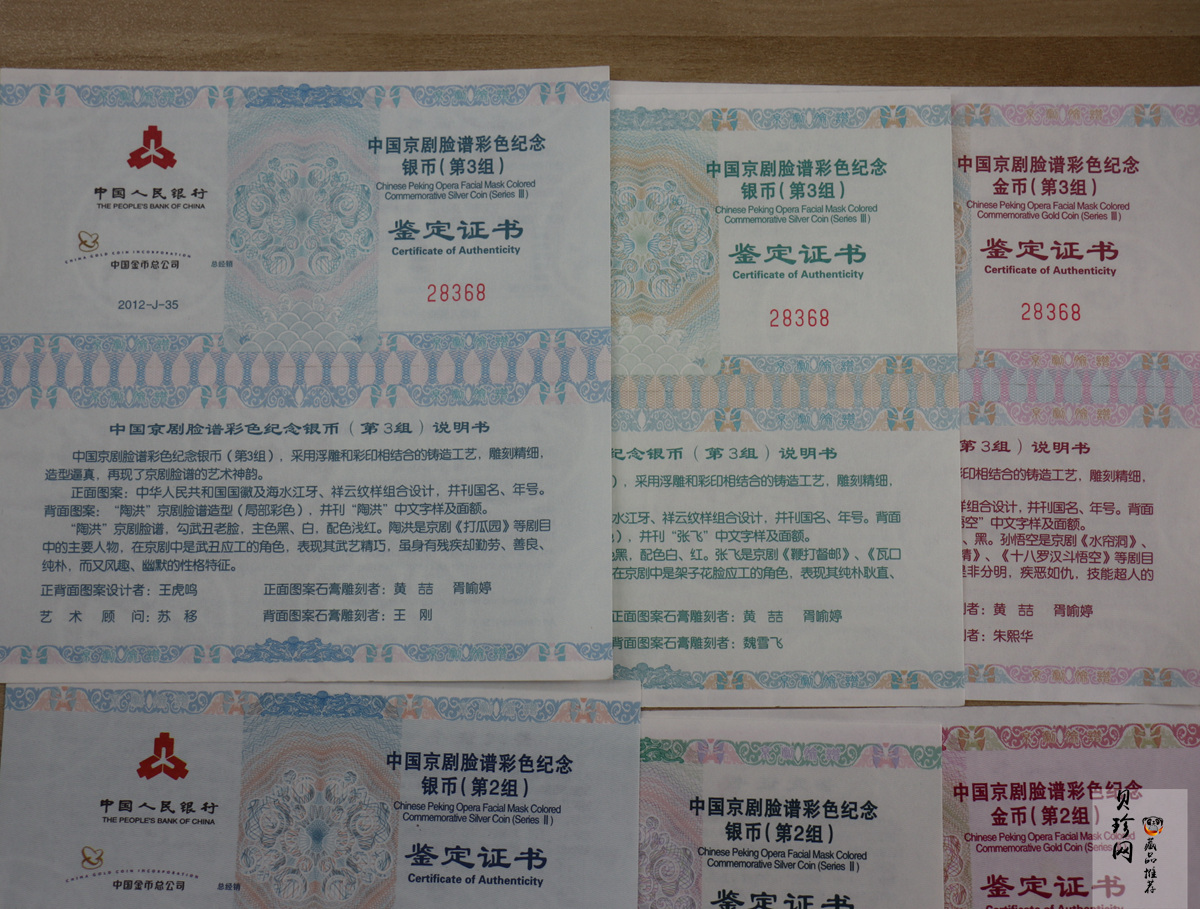 中国人民银行
THE PEOPLE'S BANK OF CHINA
CHINA GOLD COIN INCORPORATION
中国金币总公司
总经销
2012-J-35
中国京剧脸谱彩色纪念
银币(第3组)
Chinese Peking Opera Facial Mask Colored
Commemorative Silver Coin (Series Ⅲ)
鉴定证书
Certificate of Authenticity
28368
中国京剧脸谱彩色纪念银币(第3组)说明书
中国京剧脸谱彩色纪念银币(第3组),采用浮雕和彩印相结合的铸造工艺,雕刻精细,
造型逼真,再现了京剧脸谱的艺术神韵。
正面图案:中华人民共和国国徽及海水江牙、祥云纹样组合设计,并刊国名、年号。
背面图案:“陶洪”京剧脸谱造型(局部彩色),并刊“陶洪”中文字样及面额。
“陶洪”京剧脸谱,勾武丑老脸,主色黑、白,配色浅红。陶洪是京剧《打瓜园》等剧目
中的主要人物,在京剧中是武丑应工的角色,表现其武艺精巧,虽身有残疾却勤劳、善良、
纯朴,而又风趣、幽默的性格特征。
正背面图案设计者:王虎鸣 正面图案石膏雕刻者:黄 喆 胥喻婷
艺 术 顾 问:苏 移 背面图案石膏雕刻者:王 刚
中国京剧脸谱彩色纪念
银币(第3组)
Chinese Peking Opera Facial Mask Colored
Commemorative Silver Coin (Series Ⅲ)
鉴定证书
Certificate of Authenticity
28368
纪念银币(第3组)说明书
),采用浮雕和彩印相结合的铸造工艺,雕刻精细,
水江牙、祥云纹样组合设计,并刊国名、年号。背面
),并刊“张飞”中文字样及面额。
黑,配色白、红。张飞是京剧《鞭打督邮》、《瓦口
在京剧中是架子花脸应工的角色,表现其纯朴耿直、
正面图案石膏雕刻者:黄 喆 胥喻婷
背面图案石膏雕刻者:魏雪飞
中国京剧脸谱彩色纪念
金币(第3组)
Chinese Peking Opera Facial Mask Colored
Commemorative Gold Coin (Series Ⅲ)
鉴定证书
Certificate of Authenticity
28368
第3组)说明书
彩印相结合的铸造工艺,雕刻精细,
样组合设计,并刊国名、年号。背面
悟空”中文字样及面额。
、黑。孙悟空是京剧《水帘洞》、
》、《十八罗汉斗悟空》等剧目
是非分明,疾恶如仇,技能超人的
者:黄 喆 胥喻婷
者:朱熙华
中国人民银行
THE PEOPLE'S BANK OF CHINA
CHINA GOLD COIN INCORPORATION
中国金币总公司
总经销
中国京剧脸谱彩色纪念
银币(第2组)
Chinese Peking Opera Facial Mask Colored
Commemorative Silver Coin (Series Ⅱ)
鉴定证书
Certificate of Authenticity
中国京剧脸谱彩色纪念
银币(第2组)
Chinese Peking Opera Facial Mask Colored
Commemorative Silver Coin (Series Ⅱ)
鉴定证书
中国京剧脸谱彩色纪念
金币(第2组)
Chinese Peking Opera Facial Mask Colored
Commemorative Gold Coin (Series
鉴定证书
Certificate of Authenticity
贝珍网
藏品推荐